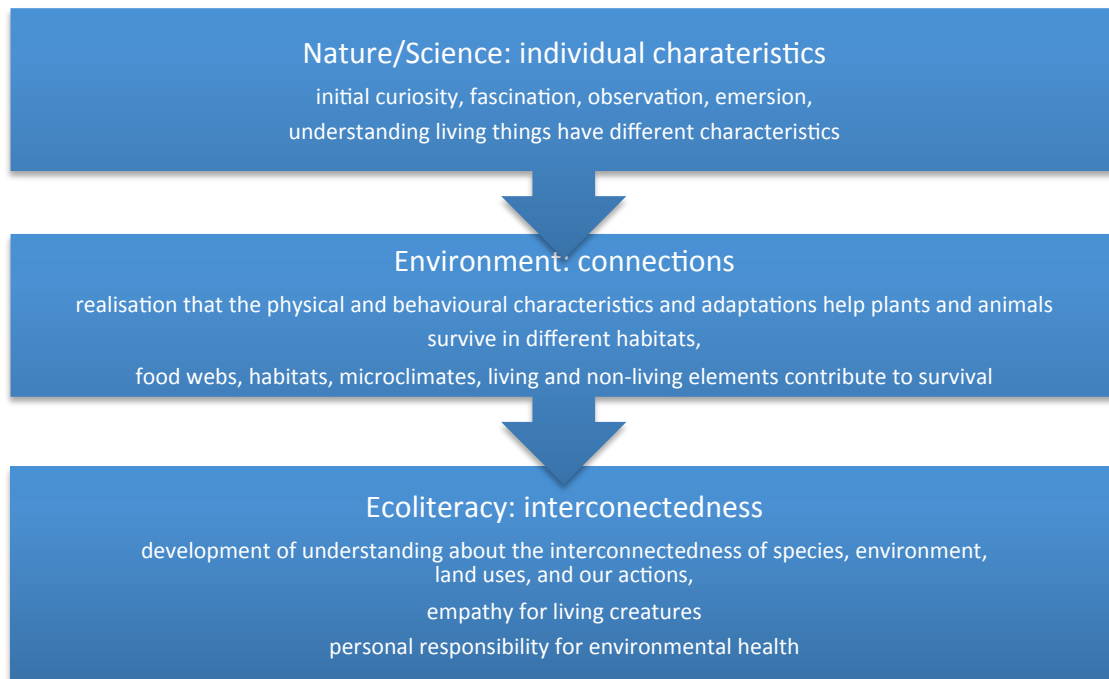 Nature/Science: individual charateristics
initial curiosity, fascination, observation, emersion,
understanding living things have different characteristics
Environment: connections
realisation that the physical and behavioural characteristics and adaptations help plants and animals
survive in different habitats,
food webs, habitats, microclimates, living and non-living elements contribute to survival
Ecoliteracy: interconectedness
development of understanding about the interconnectedness of species, environment,
land uses, and our actions,
empathy for living creatures
personal responsibility for environmental health